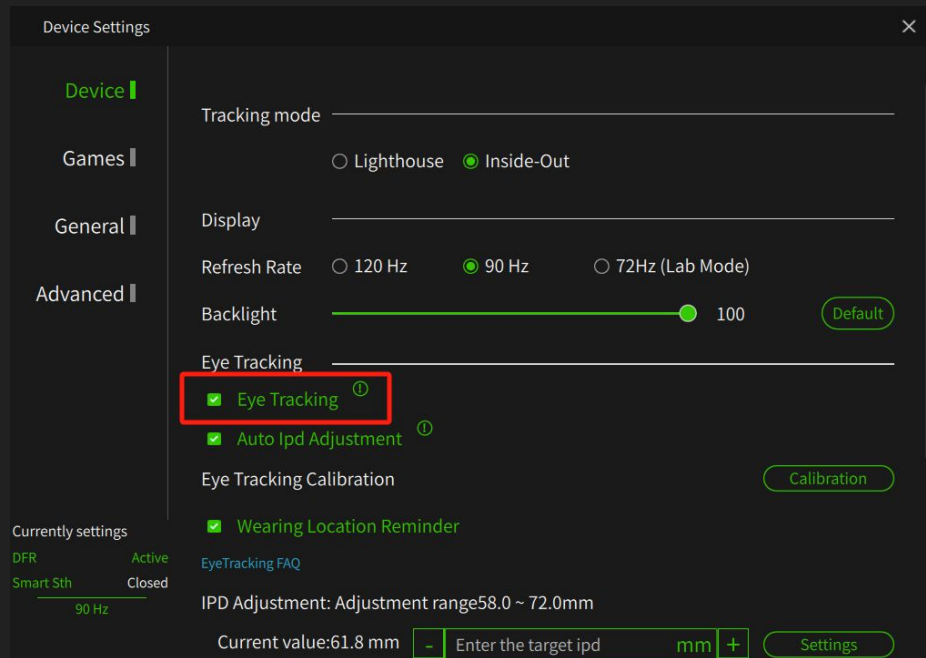 Device Settings
Device
Games
General
Advanced
Currently settings
DFR Active
Smart Sth Closed
90 Hz
Tracking mode
Lighthouse Inside-Out
Display
Refresh Rate 120 Hz 90 Hz 72Hz (Lab Mode)
Backlight 100 Default
Eye Tracking
Eye Tracking
Auto Ipd Adjustment
Eye Tracking Calibration Calibration
Wearing Location Reminder
EyeTracking FAQ
IPD Adjustment: Adjustment range58.0 ~ 72.0mm
Current value:61.8 mm - Enter the target ipd mm + Settings